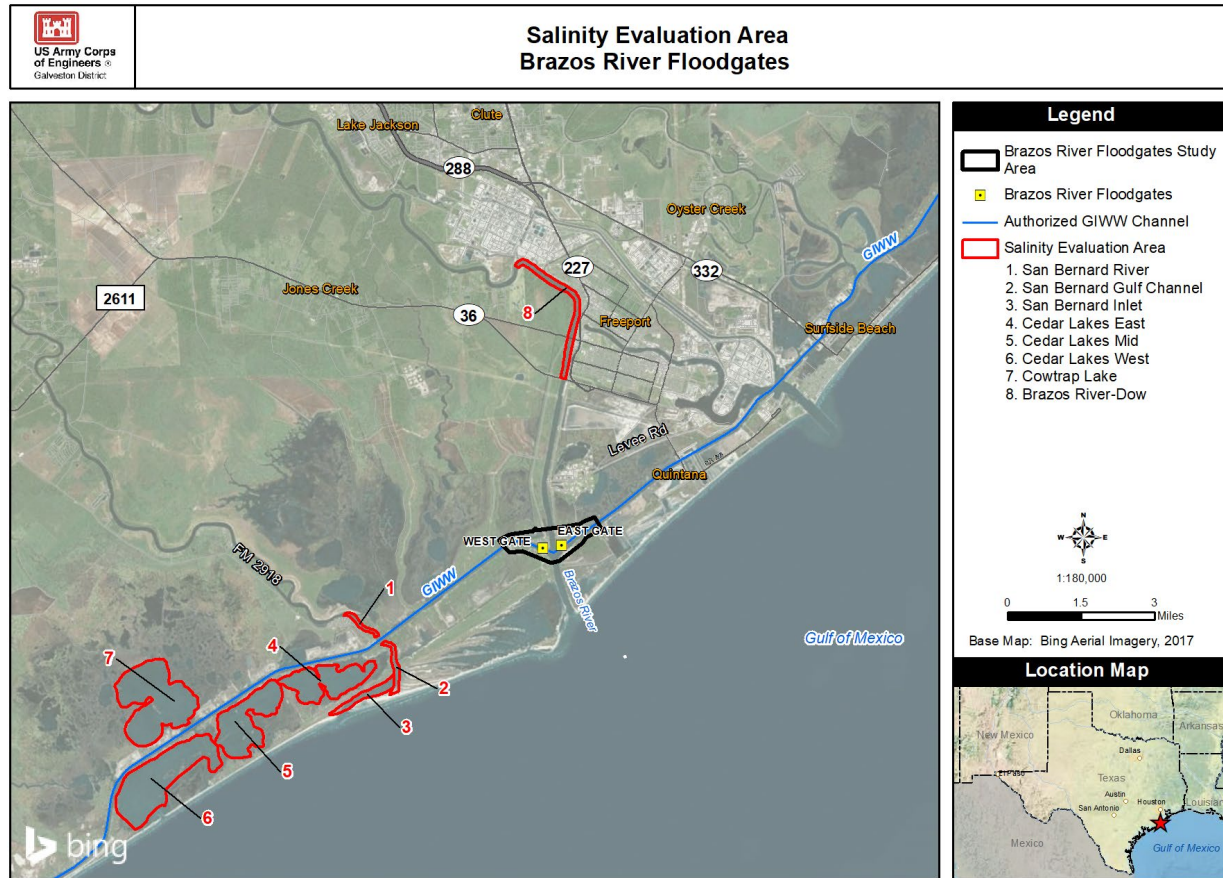 US Army Corps
of Engineers ®
Galveston District
Salinity Evaluation Area
Brazos River Floodgates
Clute
Lake Jackson
288
Oyster Creek
GIWW
227
332
2611
Jones Creek
36
8
Freeport
Surfside Beach
Levee Rd
Quintana
EAST GATE
WEST GATE
FM 2918
GIWW
Brazos River
1
Gulf of Mexico
4
7
2
3
5
6
bing
Legend
Brazos River Floodgates Study
Area
Brazos River Floodgates
Authorized GIWW Channel
Salinity Evaluation Area
1. San Bernard River
2. San Bernard Gulf Channel
3. San Bernard Inlet
4. Cedar Lakes East
5. Cedar Lakes Mid
6. Cedar Lakes West
7. Cowtrap Lake
8. Brazos River-Dow
N
W E
S
1:180,000
0 1.5 3
Miles
Base Map: Bing Aerial Imagery, 2017
Location Map
Oklahoma
Arkansas
New Mexico
Dallas
El Paso
Texas
Austin
Houston
Louisiana
San Antonio
Mexico
Gulf of Mexico